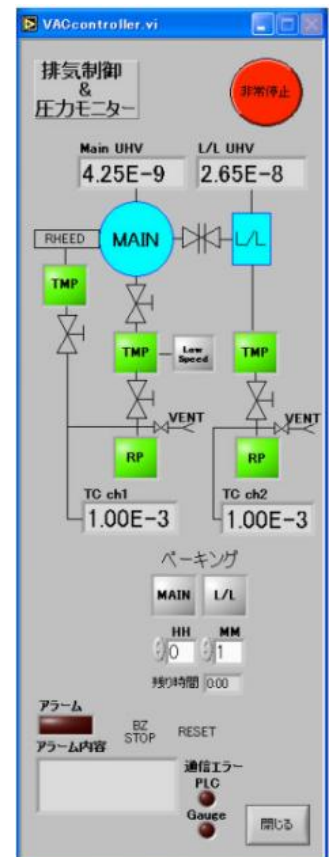 VACcontroller.vi
排気制御
&
圧力モニター
非常停止
Main UHV
L/L UHV
4.25E-9
2.65E-8
RHEED
MAIN
L/L
TMP
TMP
Low
Speed
TMP
VENT
VENT
RP
RP
TC ch1
TC ch2
1.00E-3
1.00E-3
ベーキング
MAIN
L/L
HH
MM
0
1
残り時間
0:00
アラーム
BZ
STOP
RESET
アラーム内容
通信エラー
PLC
Gauge
閉じる